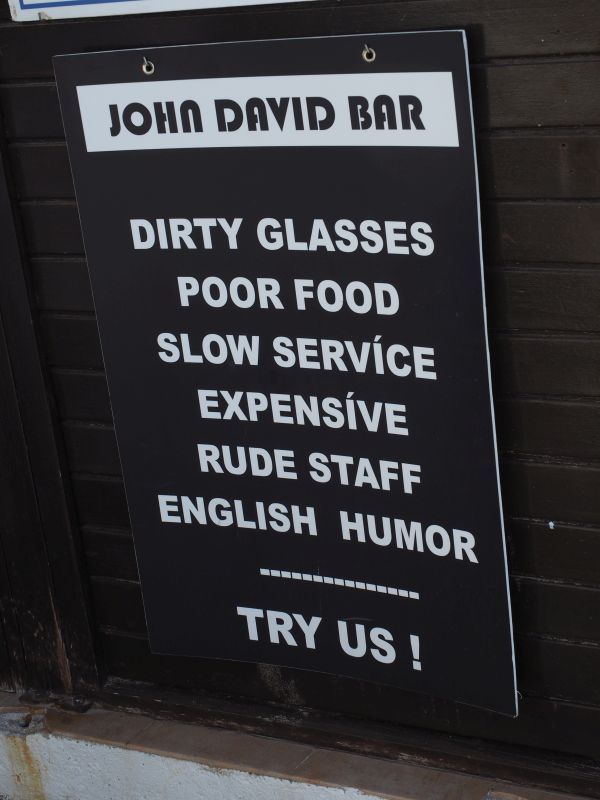 JOHN DAVID BAR
DIRTY GLASSES
POOR FOOD
SLOW SERVÍCE
EXPENSÍVE
RUDE STAFF
ENGLISH HUMOR
---------------
TRY US !